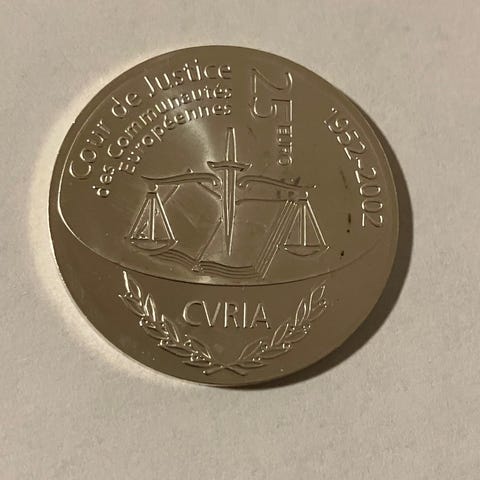 Cour de Justice
des Communautés
Européennes
25
EURO
1952-2002
CVRIA